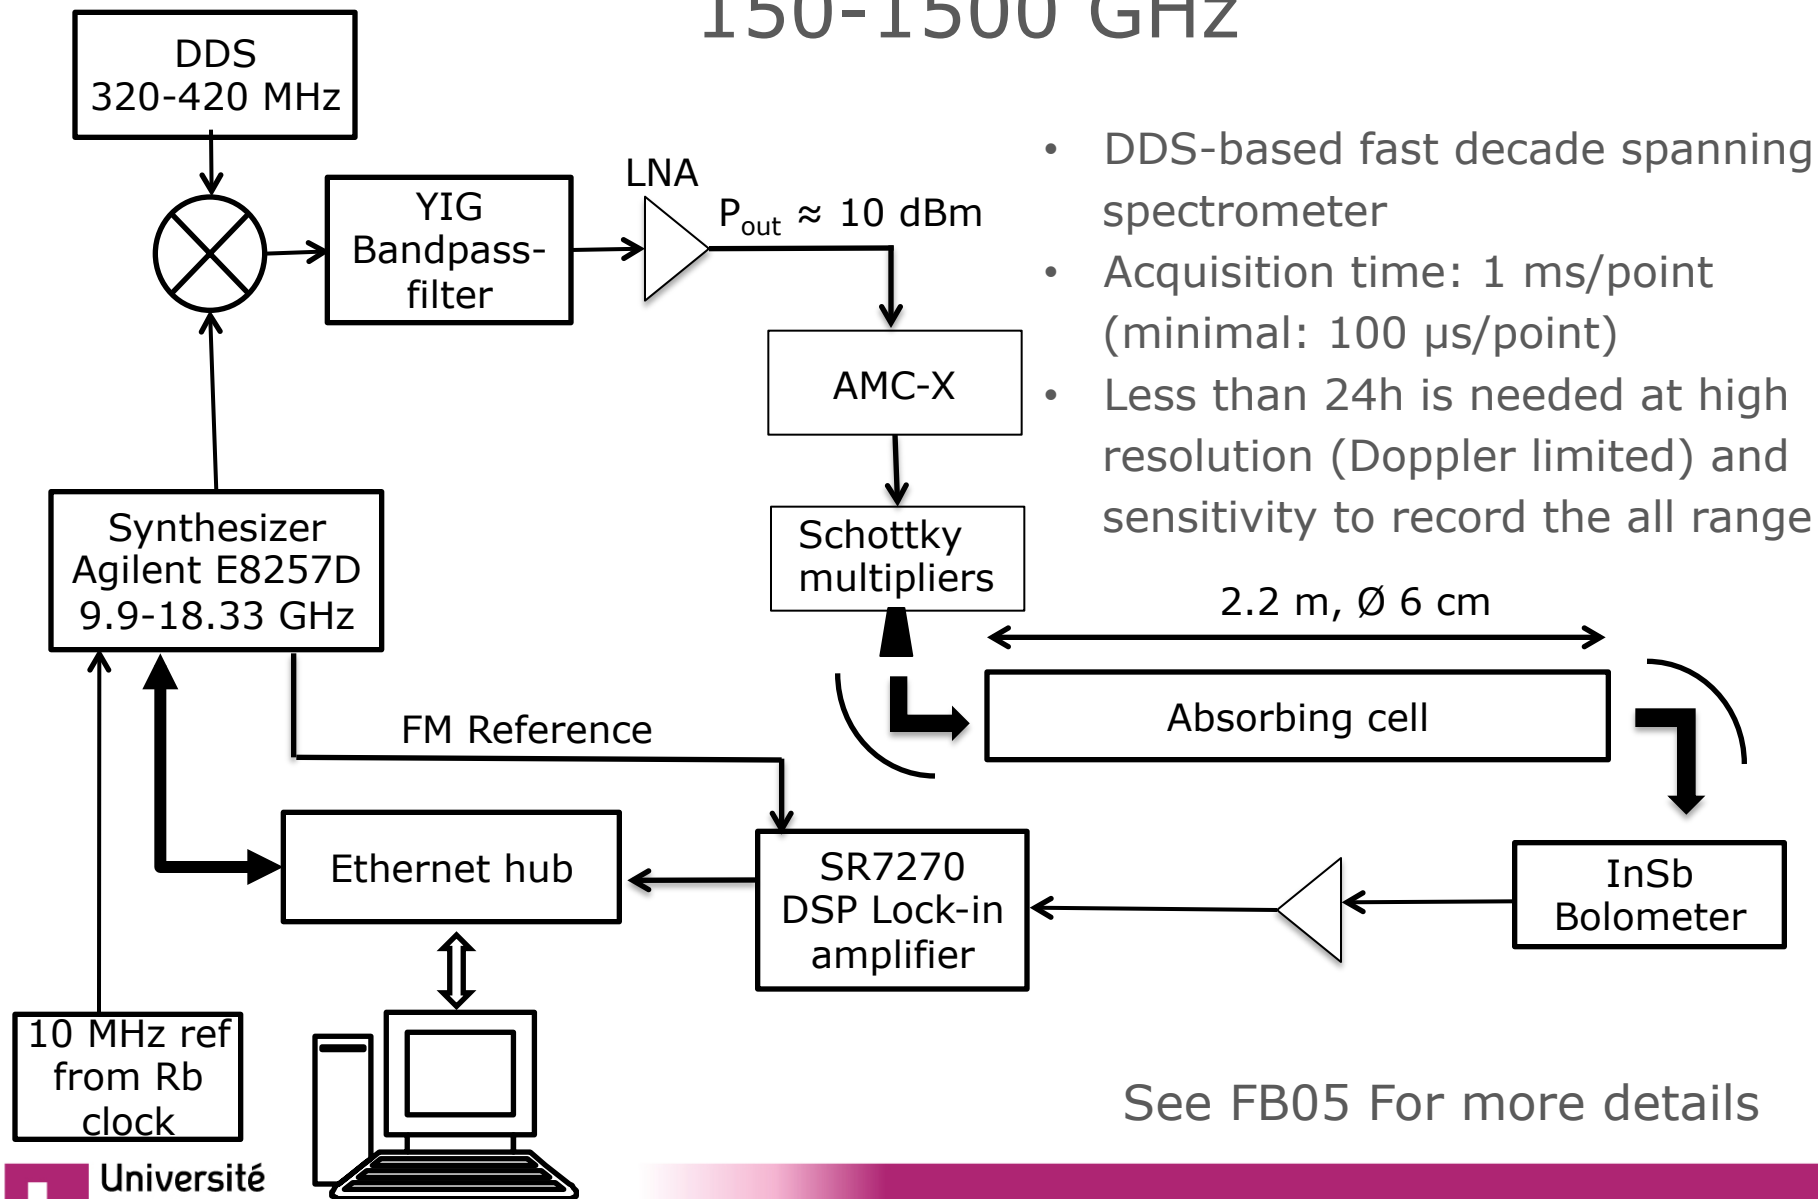 150-1500 GHz
DDS
320-420 MHz
LNA
YIG
Bandpass-
filter
Pout ≈ 10 dBm
AMC-X
Schottky
multipliers
• DDS-based fast decade spanning
spectrometer
• Acquisition time: 1 ms/point
(minimal: 100 μs/point)
• Less than 24h is needed at high
resolution (Doppler limited) and
sensitivity to record the all range
Synthesizer
Agilent E8257D
9.9-18.33 GHz
2.2 m, Ø 6 cm
Absorbing cell
FM Reference
Ethernet hub
SR7270
DSP Lock-in
amplifier
InSb
Bolometer
10 MHz ref
from Rb
clock
See FB05 For more details
Université